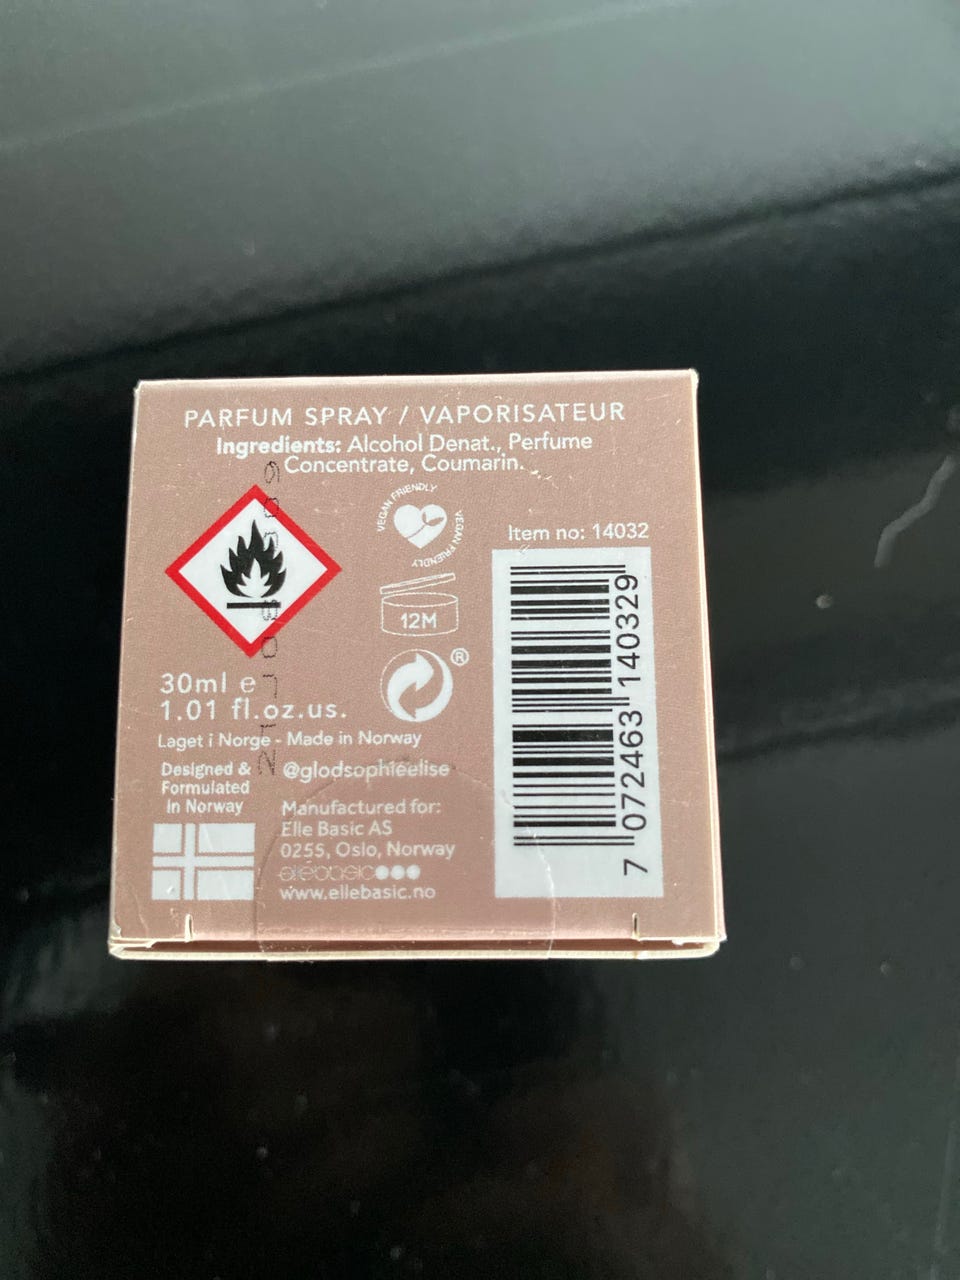 PARFUM SPRAY / VAPORISATEUR
Ingredients: Alcohol Denat., Perfume
Concentrate, Coumarin.
VEGAN FRIENDLY
VEGAN FRIENDLY
12M
®
Item no: 14032
30ml e
1.01 fl.oz.us.
Laget i Norge - Made in Norway
Designed &
Formulated
in Norway
@glodsophieelise
Manufactured for:
Elle Basic AS
0255, Oslo, Norway
ellebasic
www.ellebasic.no
7 072463 140329